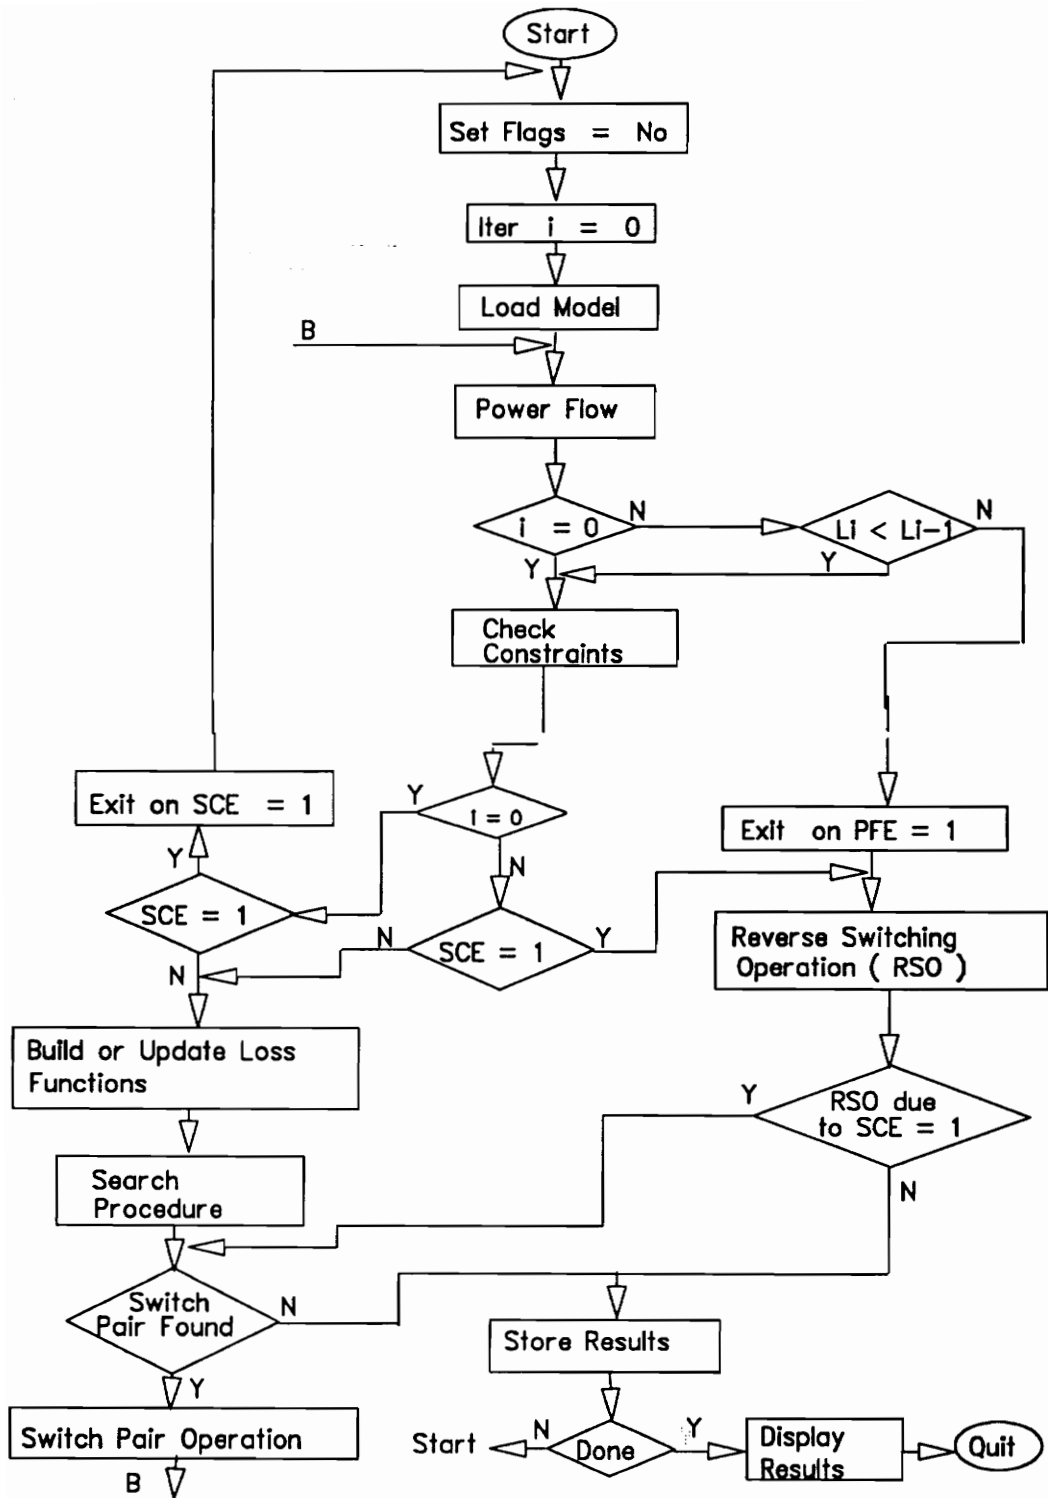 Start
Set Flags = No
Iter i = 0
Load Model
B
Power Flow
i = 0
N
Li < Li-1
N
Y
Y
Check
Constraints
Exit on SCE = 1
Y
i = 0
Exit on PFE = 1
Y
N
SCE = 1
N
SCE = 1
Y
Reverse Switching
Operation ( RSO )
N
Build or Update Loss
Functions
Y
RSO due
to SCE = 1
Search
Procedure
N
Switch
Pair Found
N
Store Results
Y
Switch Pair Operation
Start
N
Done
Y
Display
Results
Quit
B